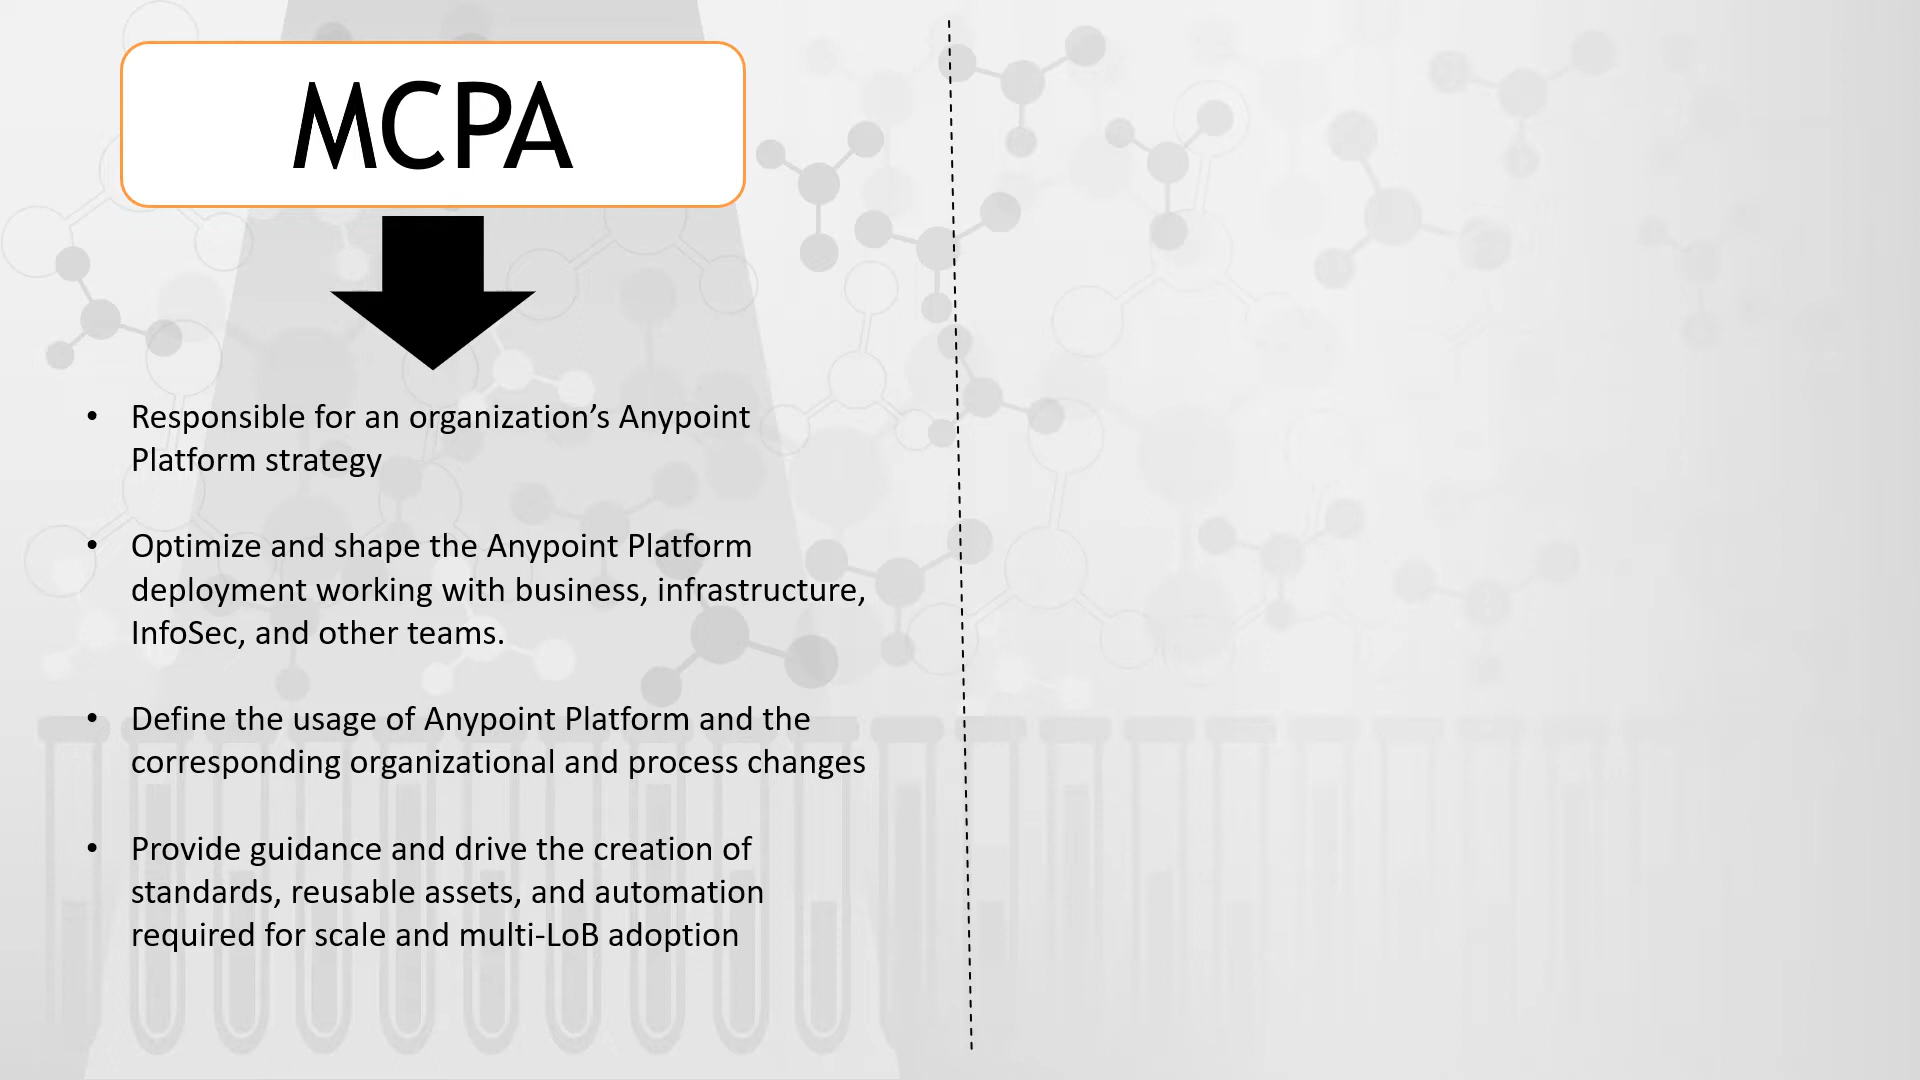 MCPA
• Responsible for an organization’s Anypoint
Platform strategy
• Optimize and shape the Anypoint Platform
deployment working with business, infrastructure,
InfoSec, and other teams.
• Define the usage of Anypoint Platform and the
corresponding organizational and process changes
• Provide guidance and drive the creation of
standards, reusable assets, and automation
required for scale and multi-LoB adoption